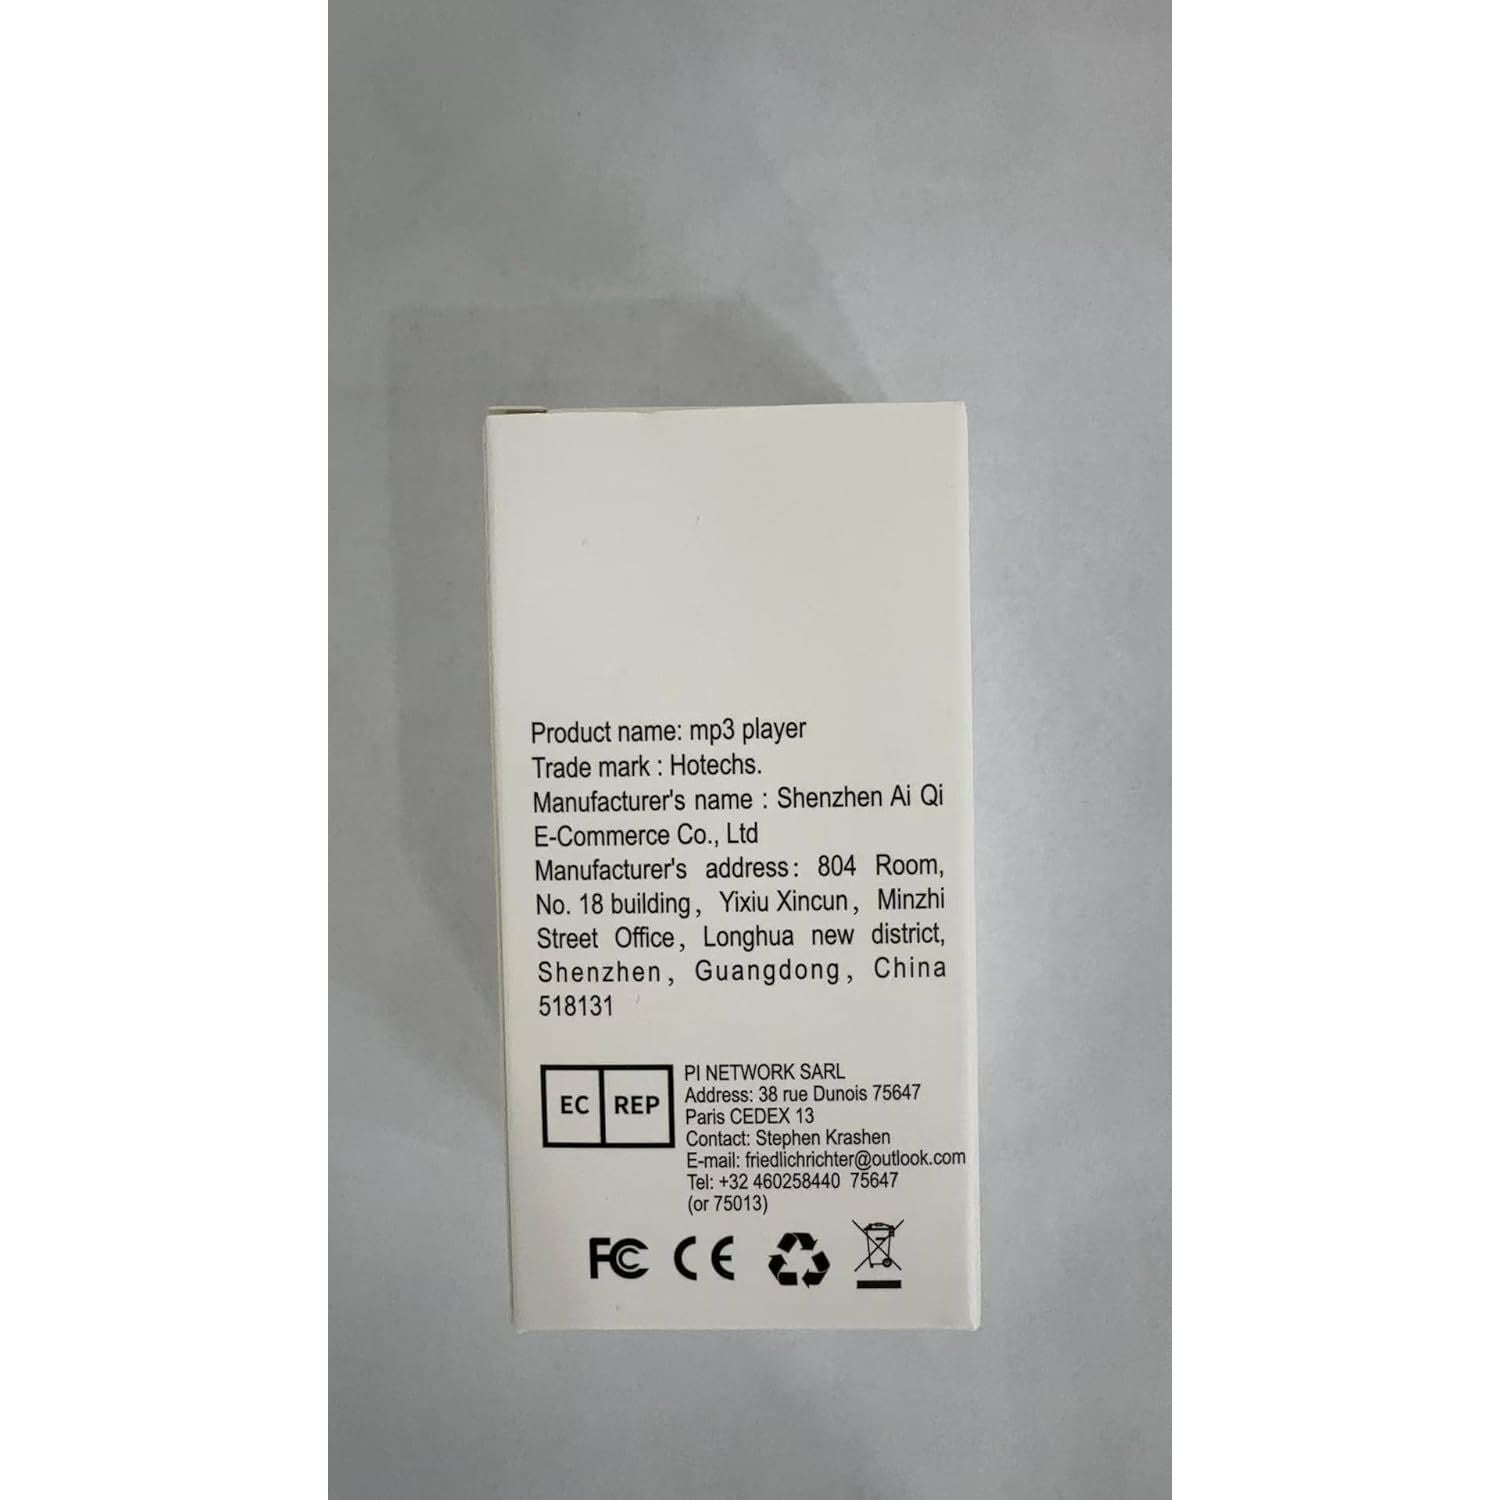 Product name: mp3 player
Trade mark : Hotechs.
Manufacturer's name : Shenzhen Ai Qi
E-Commerce Co., Ltd
Manufacturer's address: 804 Room,
No. 18 building, Yixiu Xincun, Minzhi
Street Office, Longhua new district,
Shenzhen, Guangdong, China
518131
EC REP
PI NETWORK SARL
Address: 38 rue Dunois 75647
Paris CEDEX 13
Contact: Stephen Krashen
E-mail: friedlichrichter@outlook.com
Tel: +32 460258440 75647
(or 75013)
FC CE